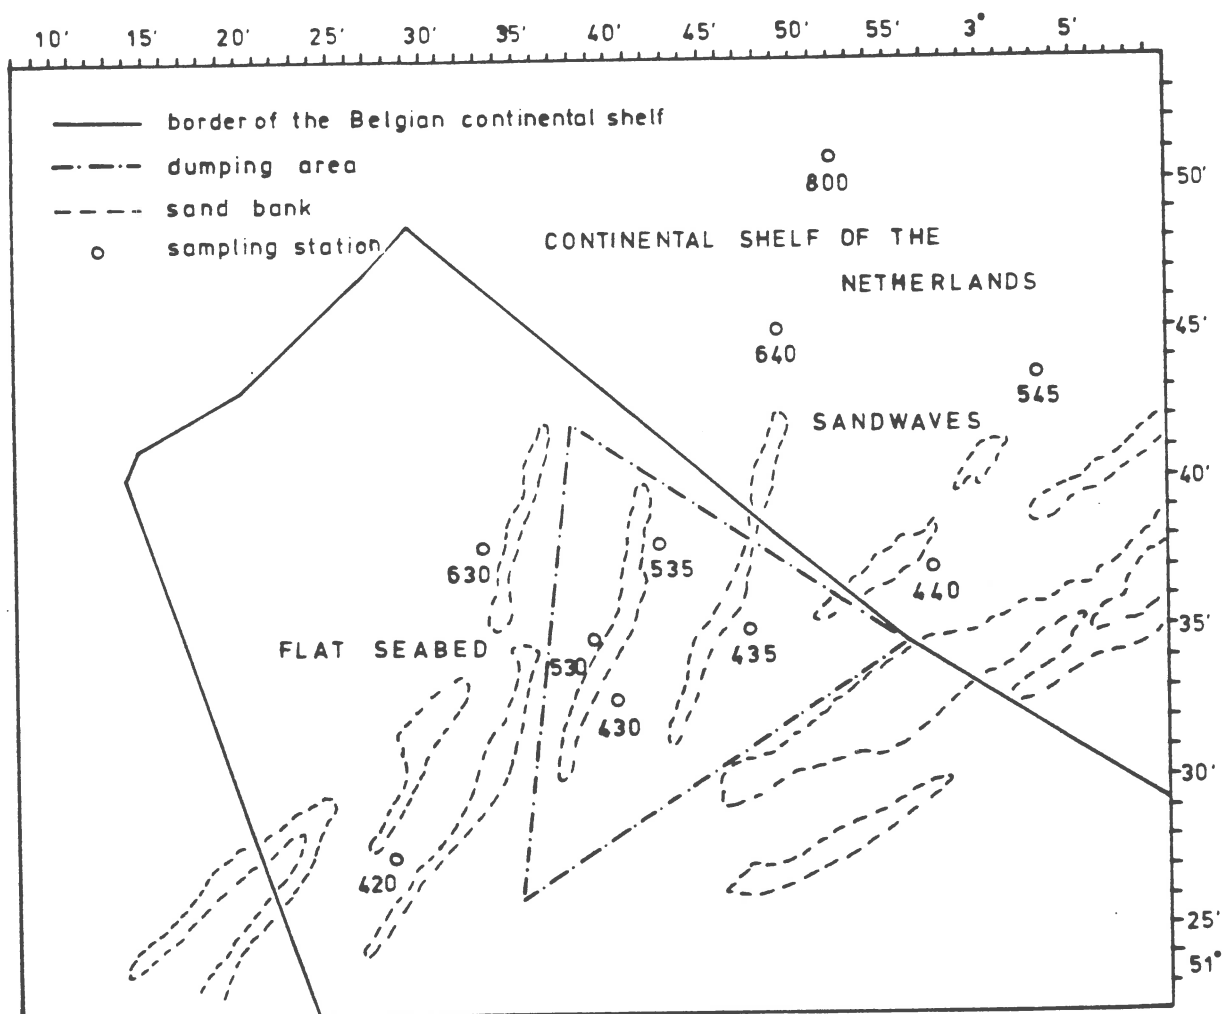 10' 15' 20' 25' 30' 35' 40' 45' 50' 55' 3° 5'
border of the Belgian continental shelf
dumping area
sand bank
sampling station
800
50'
CONTINENTAL SHELF OF THE
NETHERLANDS
45'
640
545
SANDWAVES
40'
630
535
440
35'
FLAT SEABED
530
435
430
30'
420
25'
51°